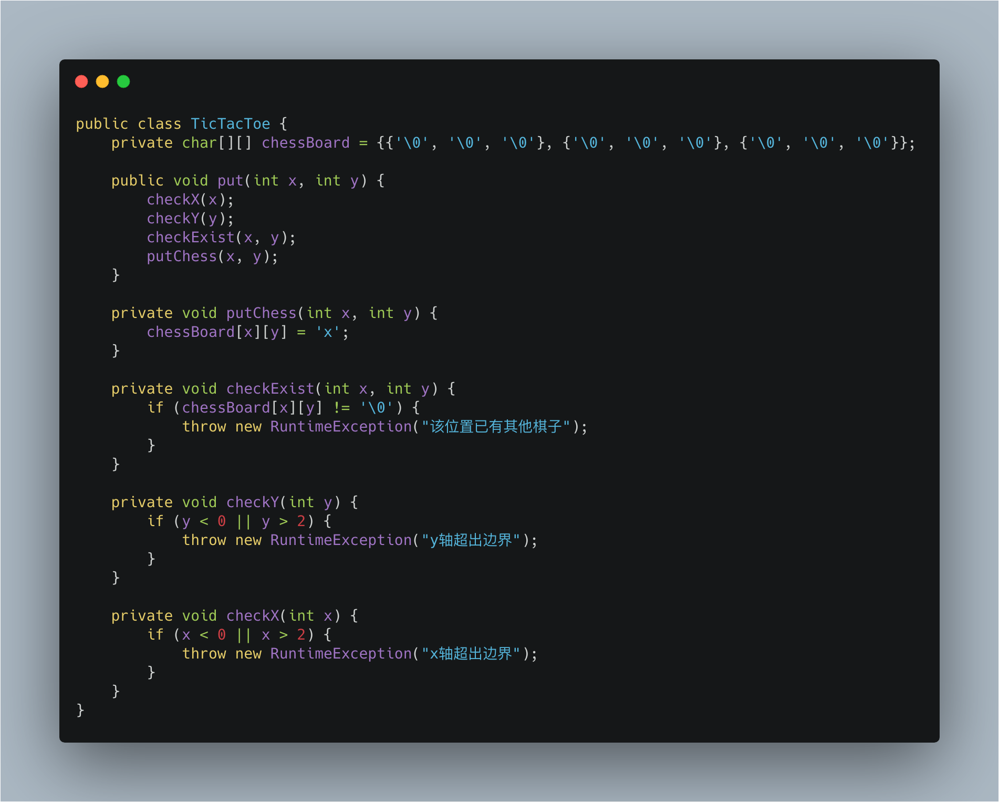 public class TicTacToe {
    private char[][] chessBoard = {{'\0', '\0', '\0'}, {'\0', '\0', '\0'}, {'\0', '\0', '\0'}};

    public void put(int x, int y) {
        checkX(x);
        checkY(y);
        checkExist(x, y);
        putChess(x, y);
    }

    private void putChess(int x, int y) {
        chessBoard[x][y] = 'x';
    }

    private void checkExist(int x, int y) {
        if (chessBoard[x][y] != '\0') {
            throw new RuntimeException("该位置已有其他棋子");
        }
    }

    private void checkY(int y) {
        if (y < 0 || y > 2) {
            throw new RuntimeException("y轴超出边界");
        }
    }

    private void checkX(int x) {
        if (x < 0 || x > 2) {
            throw new RuntimeException("x轴超出边界");
        }
    }
}